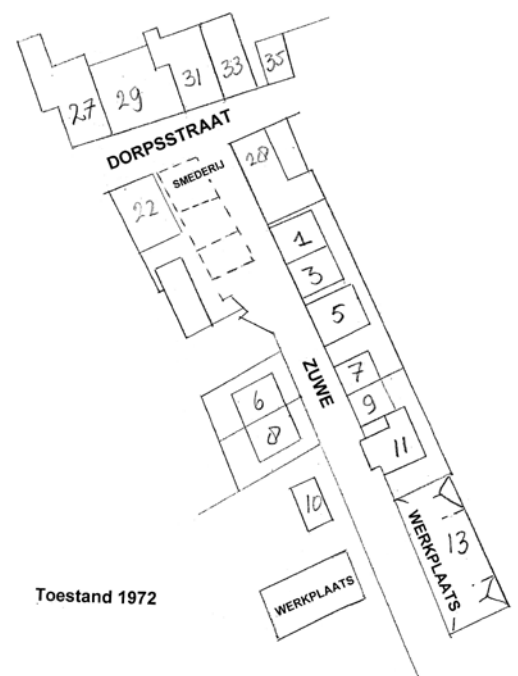 27
29
31
33
35
DORPSSTRAAT
22
SMEDERIJ
28
1
3
5
ZUWE
7
9
11
6
8
10
WERKPLAATS
13
WERKPLAATS
Toestand 1972